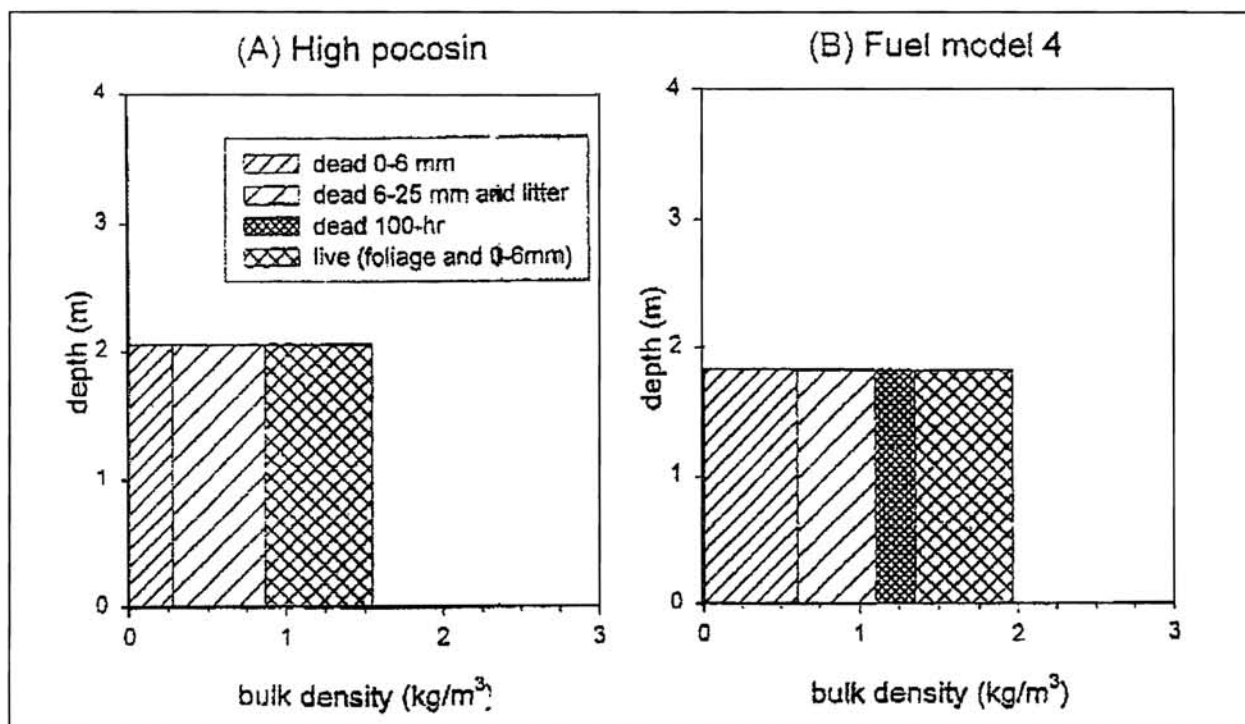 (A) High pocosin
4
3
2
1
0
depth (m)
dead 0-6 mm
dead 6-25 mm and litter
dead 100-hr
live (foliage and 0-6mm)
0 1 2 3
bulk density (kg/m³)
(B) Fuel model 4
4
3
2
1
0
depth (m)
0 1 2 3
bulk density (kg/m³)